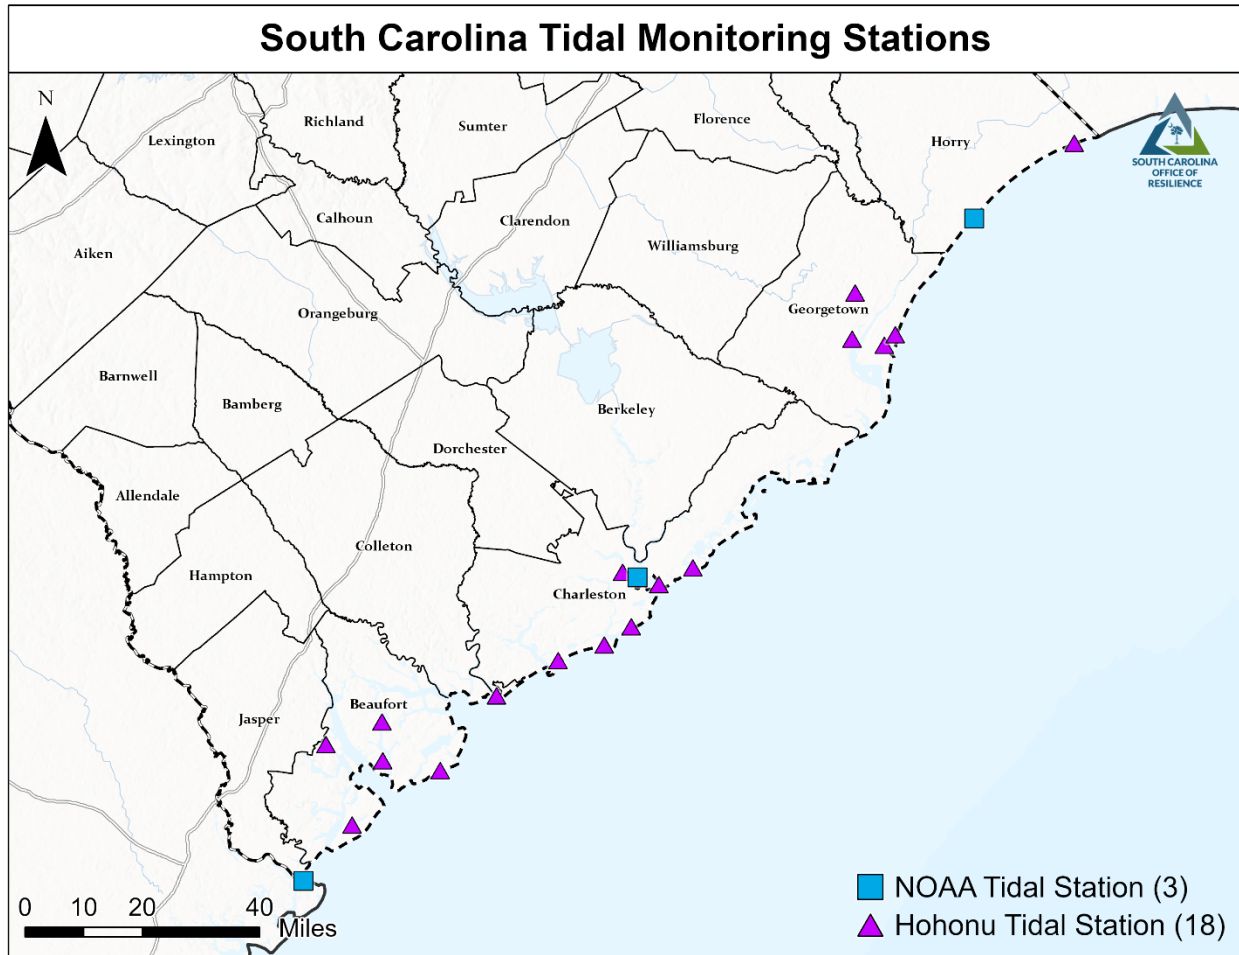 South Carolina Tidal Monitoring Stations
N
Richland
Sumter
Florence
Lexington
Horry
SOUTH CAROLINA
OFFICE OF
RESILIENCE
Calhoun
Clarendon
Williamsburg
Aiken
Orangeburg
Georgetown
Barnwell
Bamberg
Berkeley
Dorchester
Allendale
Colleton
Hampton
Charleston
Beaufort
Jasper
NOAA Tidal Station (3)
Hohonu Tidal Station (18)
0 10 20 40
Miles